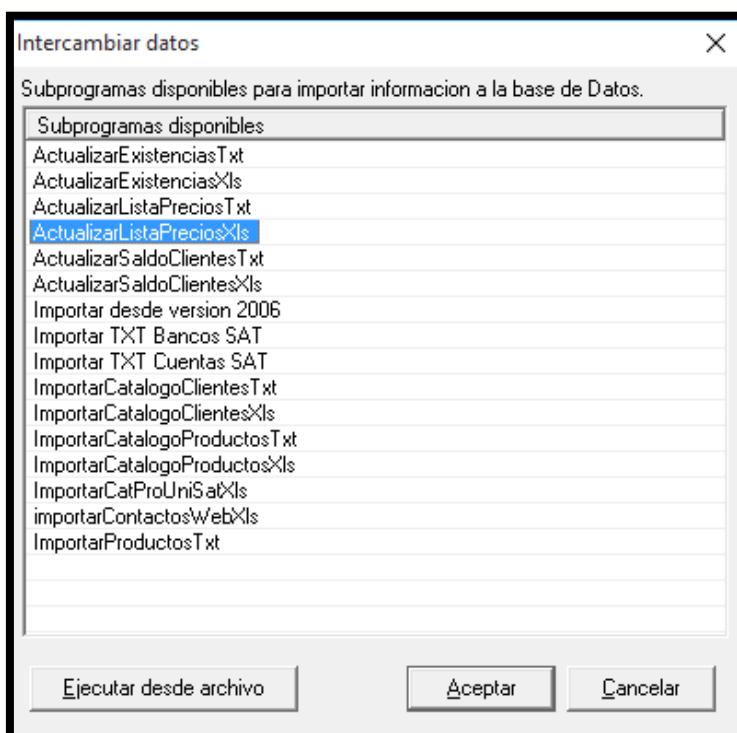 Intercambiar datos
Subprogramas disponibles para importar informacion a la base de Datos.
Subprogramas disponibles
ActualizarExistenciasTxt
ActualizarExistenciasXls
ActualizarListaPreciosTxt
ActualizarListaPreciosXls
ActualizarSaldoClientesTxt
ActualizarSaldoClientesXls
Importar desde version 2006
Importar TXT Bancos SAT
Importar TXT Cuentas SAT
ImportarCatalogoClientesTxt
ImportarCatalogoClientesXls
ImportarCatalogoProductosTxt
ImportarCatalogoProductosXls
ImportarCatProUniSatXls
importarContactosWebXls
ImportarProductosTxt
Ejecutar desde archivo Aceptar Cancelar